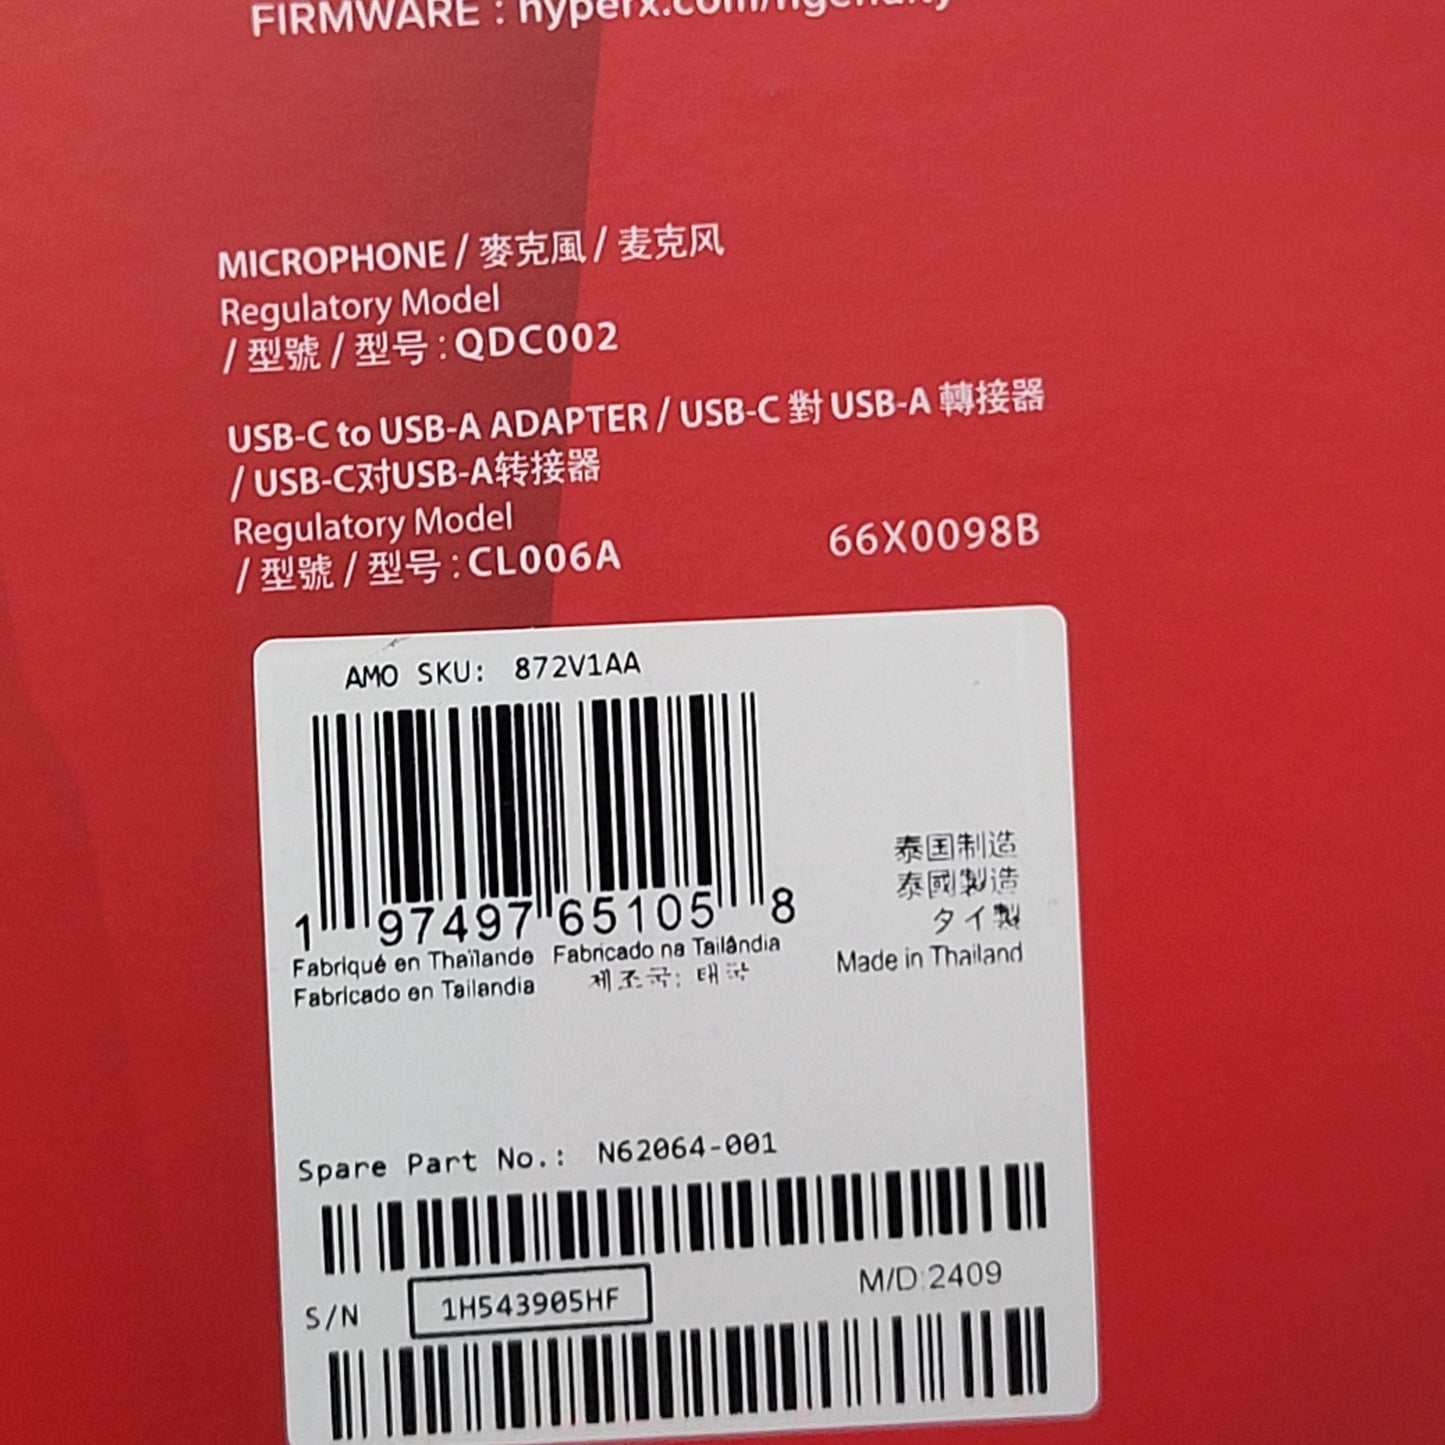 FIRMWARE : hyperx.com/ngenuity
MICROPHONE / 麥克風 / 麦克风
Regulatory Model
/ 型號 / 型号 : QDC002
USB-C to USB-A ADAPTER / USB-C 對 USB-A 轉接器
/ USB-C对USB-A转接器
Regulatory Model
/ 型號 / 型号 : CL006A
66X0098B
AMO SKU: 872V1AA
1 97497 65105 8
Fabriqué en Thaïlande Fabricado na Tailândia
Fabricado en Tailandia 제조국: 태국
泰国制造
泰國製造
タイ製
Made in Thailand
Spare Part No.: N62064-001
S/N 1H543905HF M/D:2409